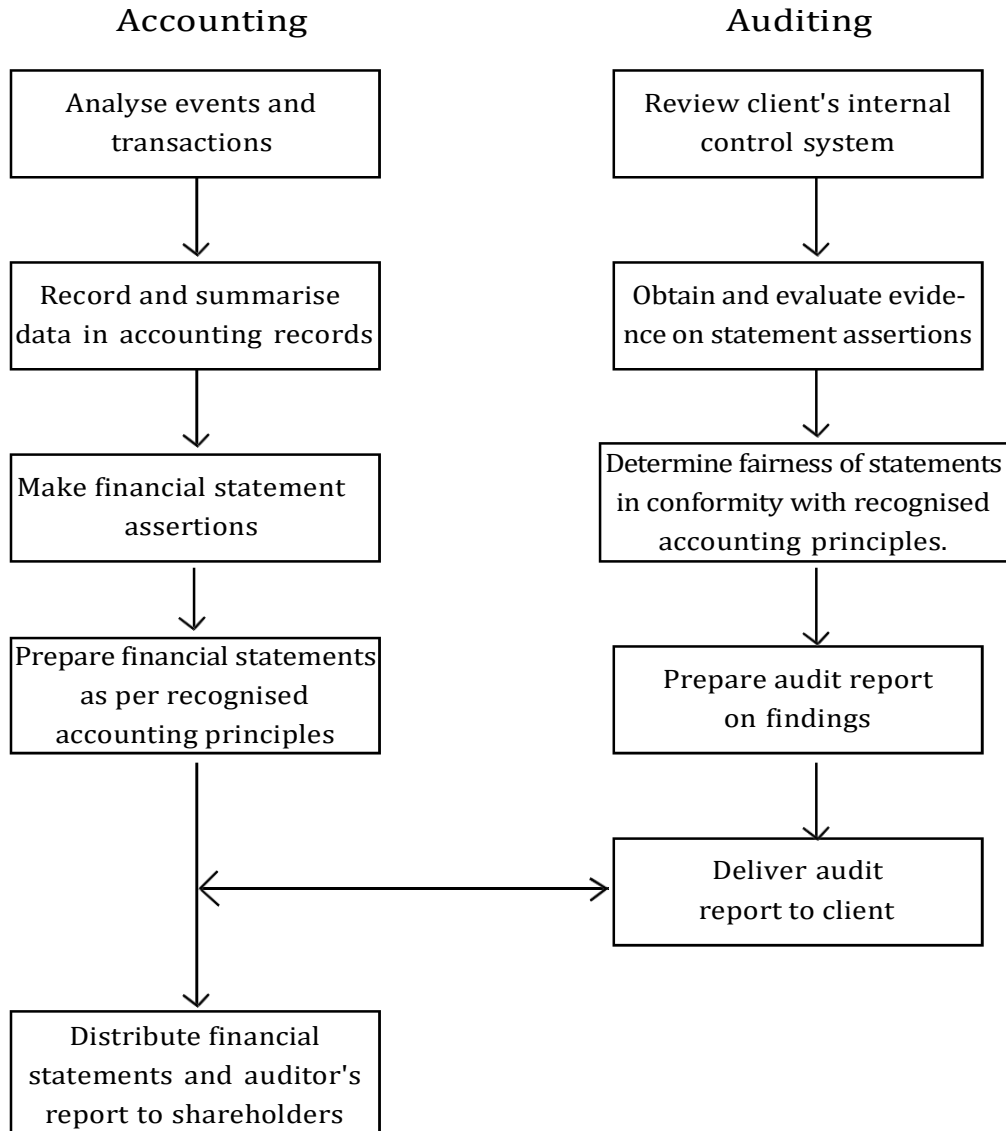 Accounting
Analyse events and
transactions
Record and summarise
data in accounting records
Make financial statement
assertions
Prepare financial statements
as per recognised
accounting principles
Distribute financial
statements and auditor's
report to shareholders
Auditing
Review client's internal
control system
Obtain and evaluate evide-
nce on statement assertions
Determine fairness of statements
in conformity with recognised
accounting principles.
Prepare audit report
on findings
Deliver audit
report to client